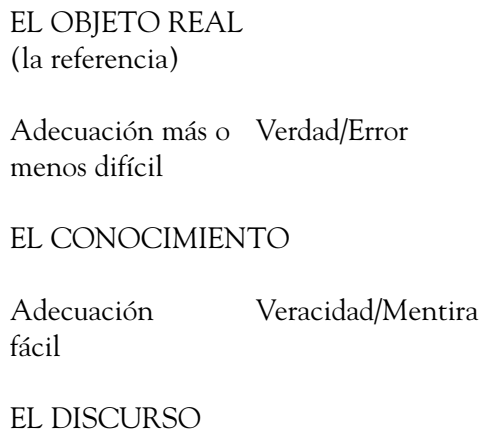 EL OBJETO REAL
(la referencia)
Adecuación más o Verdad/Error
menos difícil
EL CONOCIMIENTO
Adecuación Veracidad/Mentira
fácil
EL DISCURSO